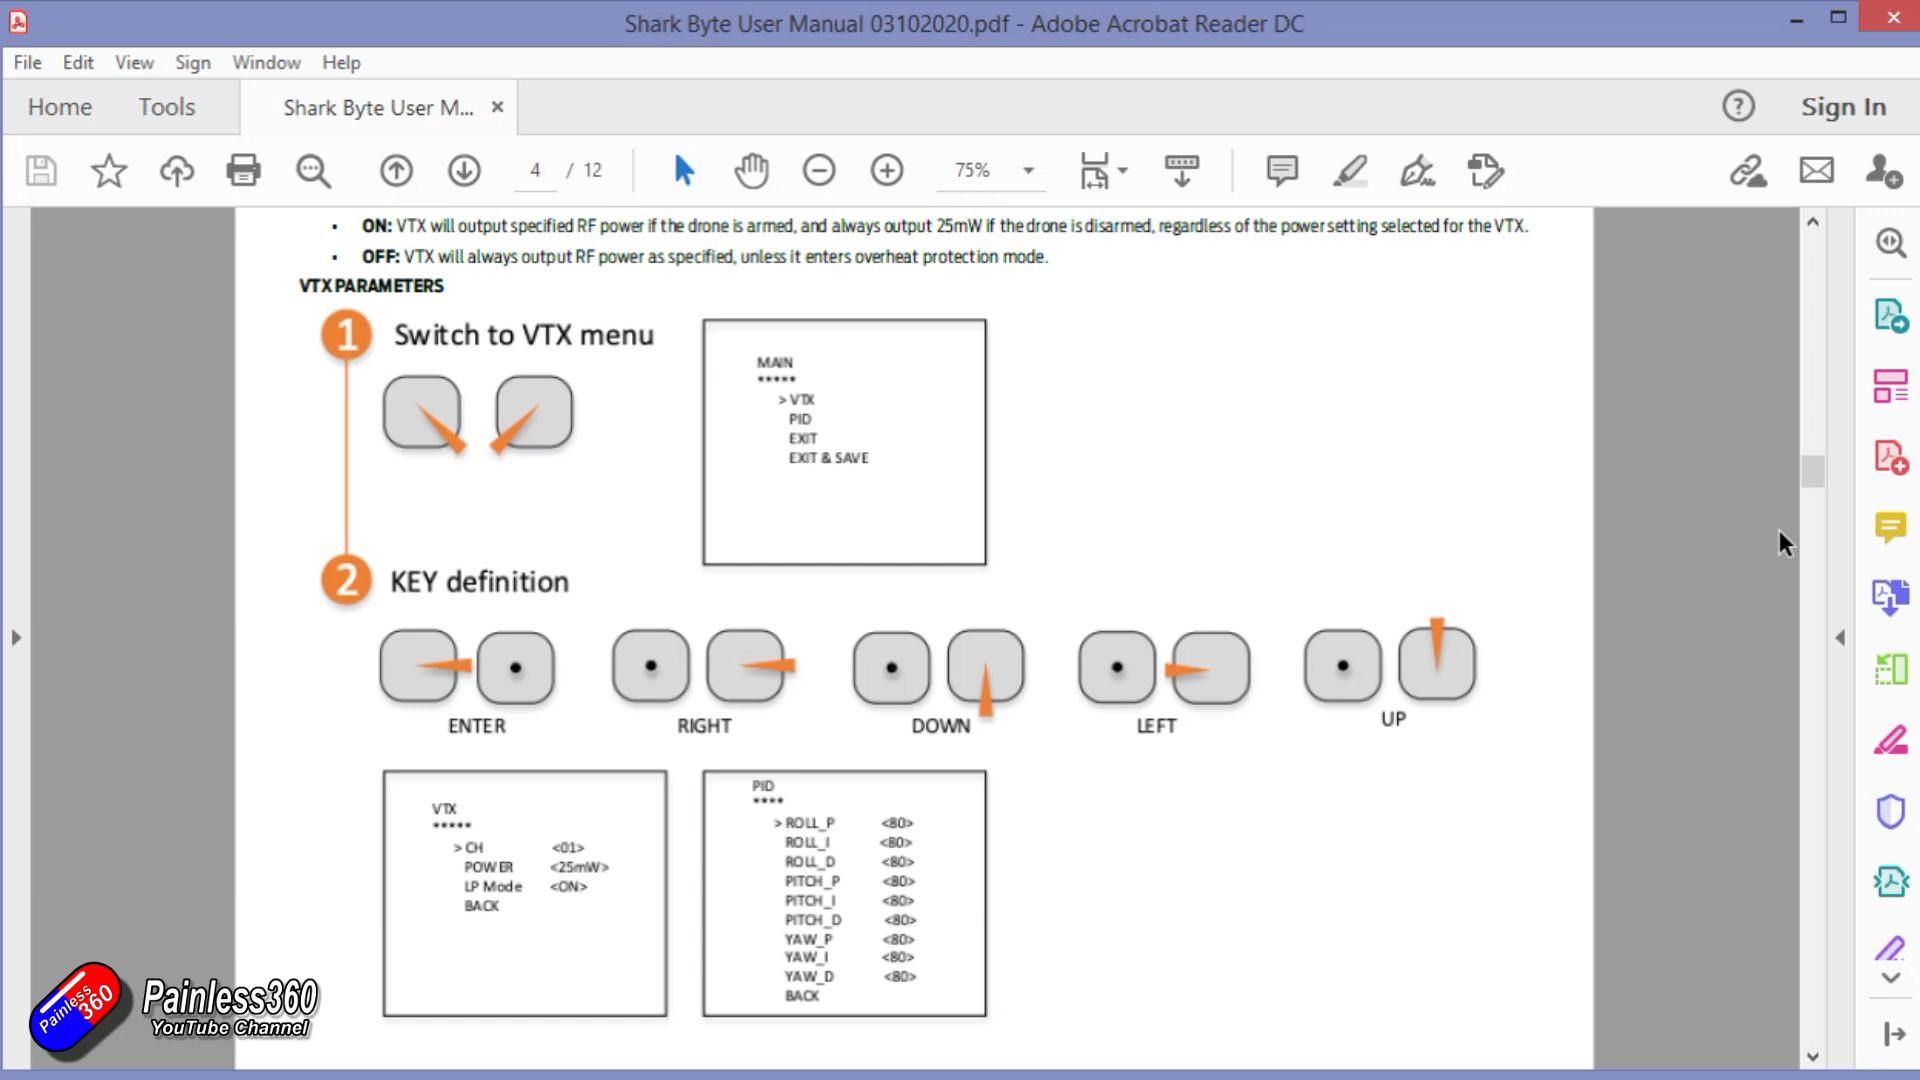 Shark Byte User Manual 03102020.pdf - Adobe Acrobat Reader DC
File Edit View Sign Window Help
Home Tools Shark Byte User M... Sign In
4 / 12 75%
• ON: VTX will output specified RF power if the drone is armed, and always output 25mW if the drone is disarmed, regardless of the power setting selected for the VTX.
• OFF: VTX will always output RF power as specified, unless it enters overheat protection mode.
VTX PARAMETERS
1 Switch to VTX menu
MAIN
*****
> VTX
PID
EXIT
EXIT & SAVE
2 KEY definition
ENTER RIGHT DOWN LEFT UP
VTX
*****
> CH <01>
POWER <25mW>
LP Mode <ON>
BACK
PID
****
> ROLL_P <80>
ROLL_I <80>
ROLL_D <80>
PITCH_P <80>
PITCH_I <80>
PITCH_D <80>
YAW_P <80>
YAW_I <80>
YAW_D <80>
BACK
Painless 360
Painless360
YouTube Channel